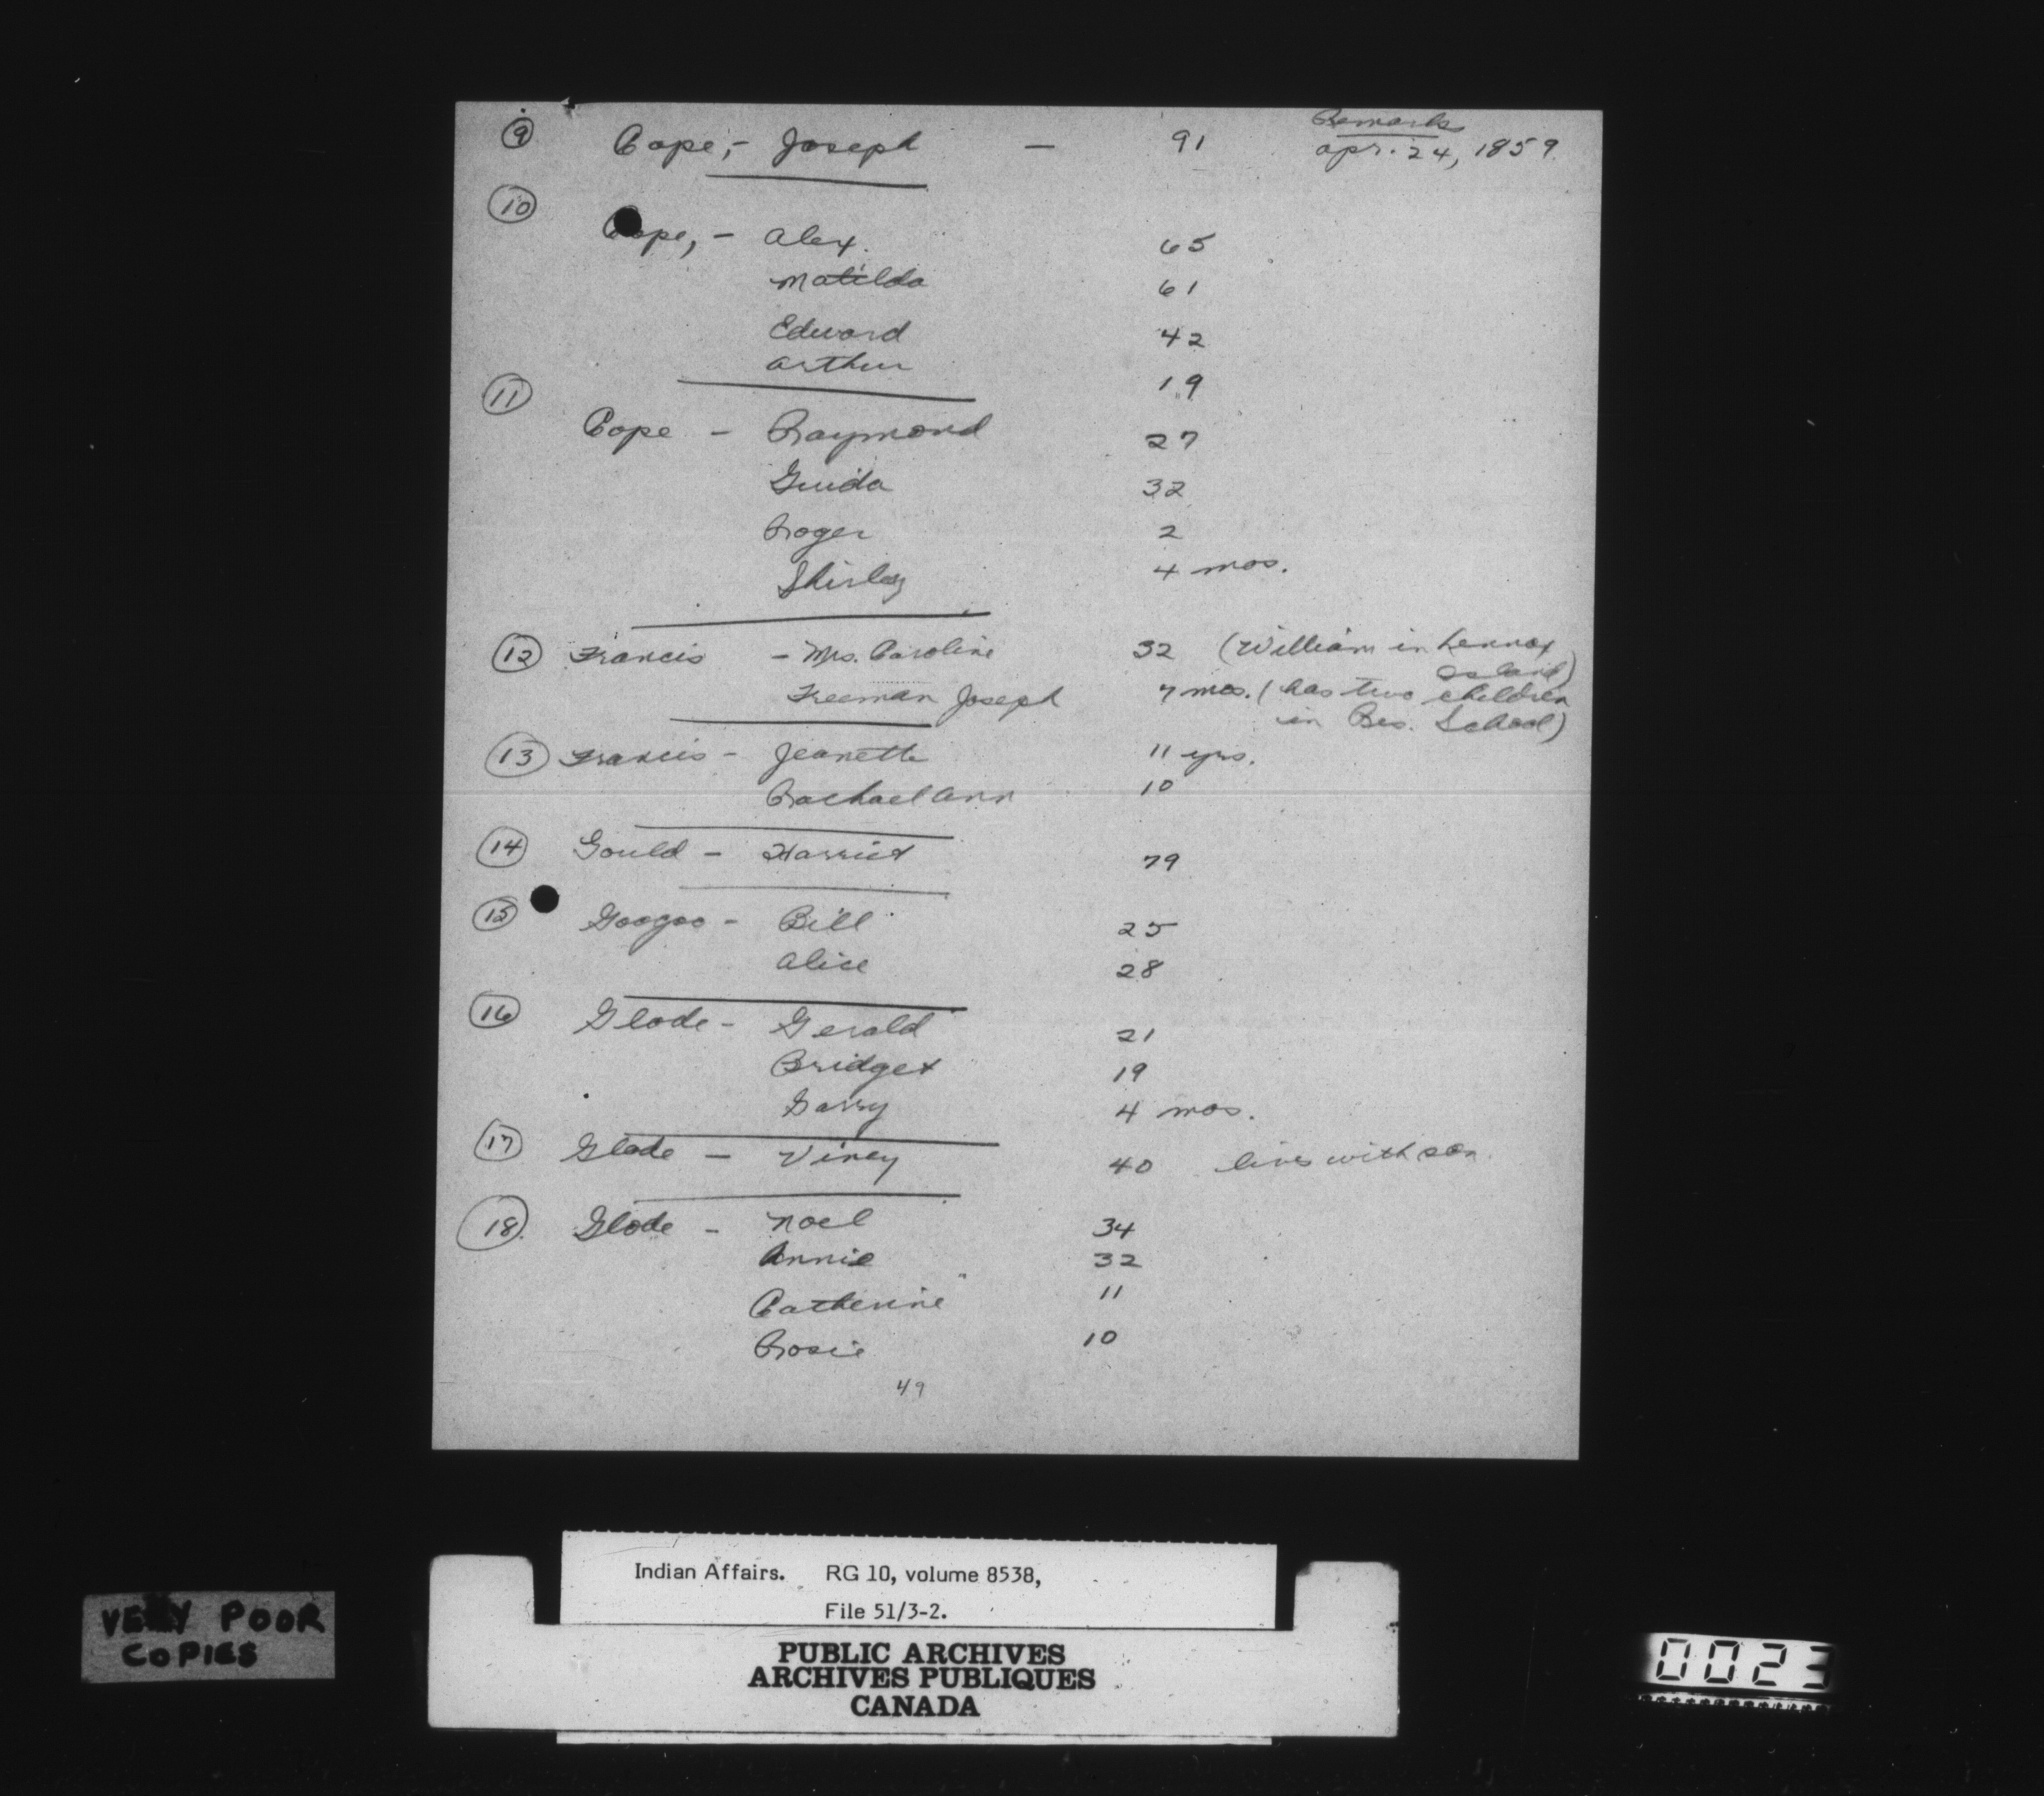 Remarks
(9) Cope,- Joseph — 91 Apr. 24, 1859
(10)
Cope, - Alex. 65
Matilda 61
Edward 42
Arthur 19
(11)
Cope - Raymond 27
Guida 32
Roger 2
Shirley 4 mos.
(12) Francis - Mrs. Caroline 32 (William in Lennox
Island)
Freeman Joseph 7 mos. (has two children
in Res. School)
(13) Francis - Jeanette 11 yrs.
Rachael Ann 10
(14) Gould - Harriet 79
(15) Googoo - Bill 25
Alice 28
(16) Glode - Gerald 21
Bridget 19
Garry 4 mos.
(17) Glode - Viney 40 lives with son.
(18) Glode - Noel 34
Annie 32
Catherine 11
Rosie 10
49
Indian Affairs. RG 10, volume 8538,
File 51/3-2.
PUBLIC ARCHIVES
ARCHIVES PUBLIQUES
CANADA
VERY POOR
COPIES
0023